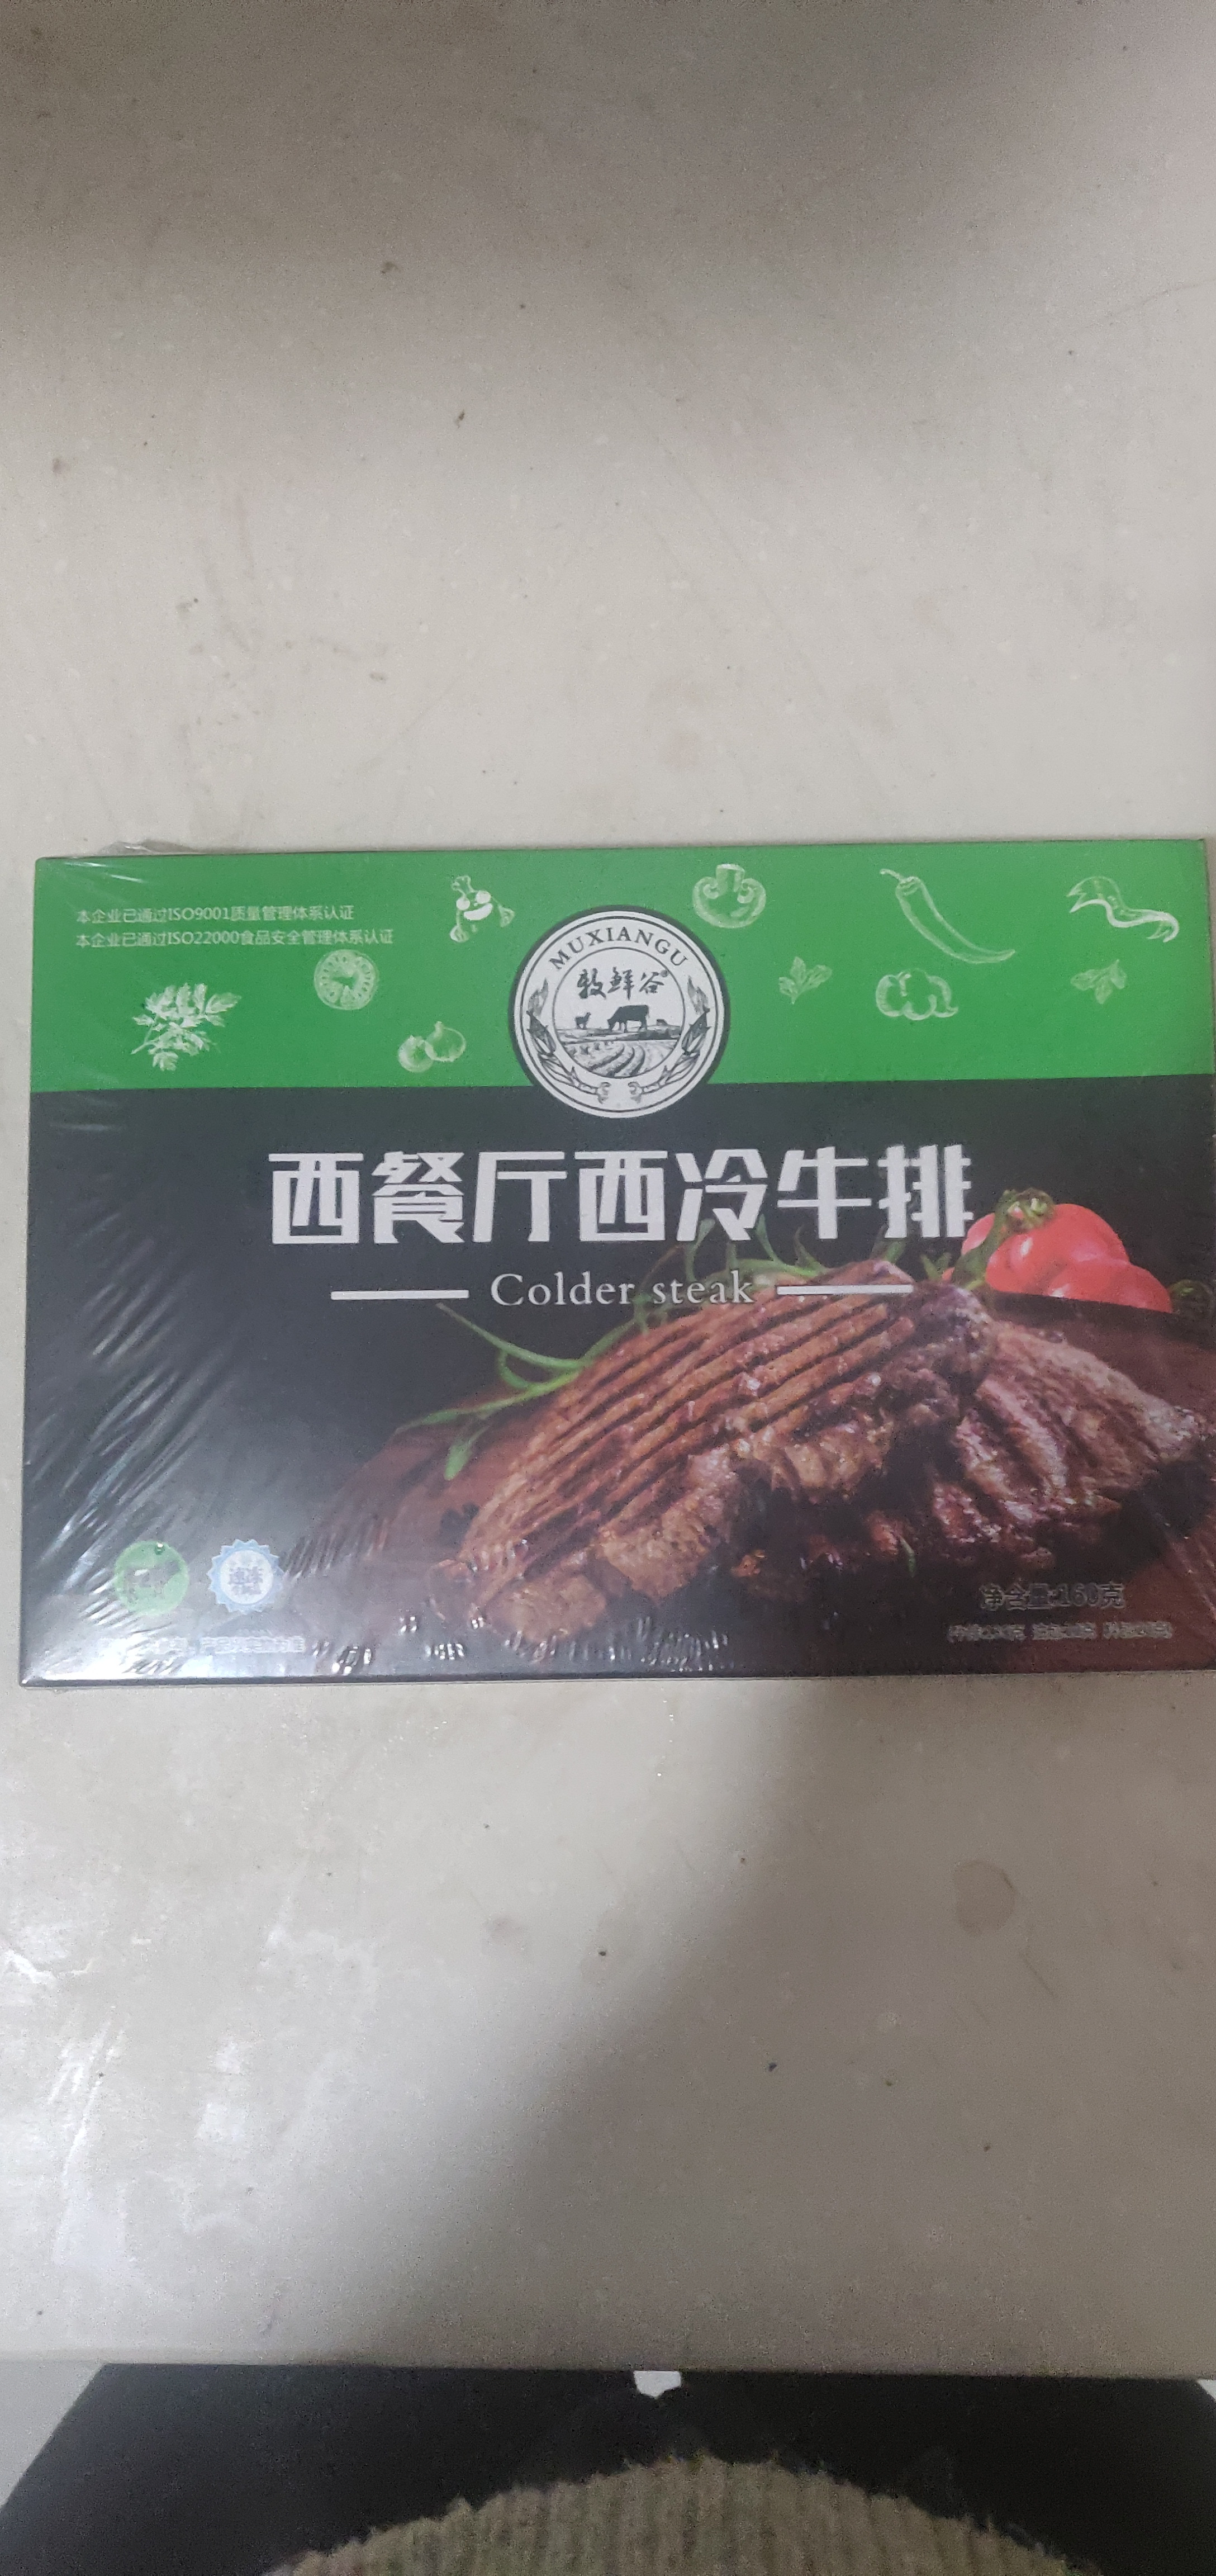 本企业已通过ISO9001质量管理体系认证
本企业已通过ISO22000食品安全管理体系认证
MUXIANGU
牧鲜谷®
西餐厅西冷牛排
Colder steak
速冻
净含量:160克